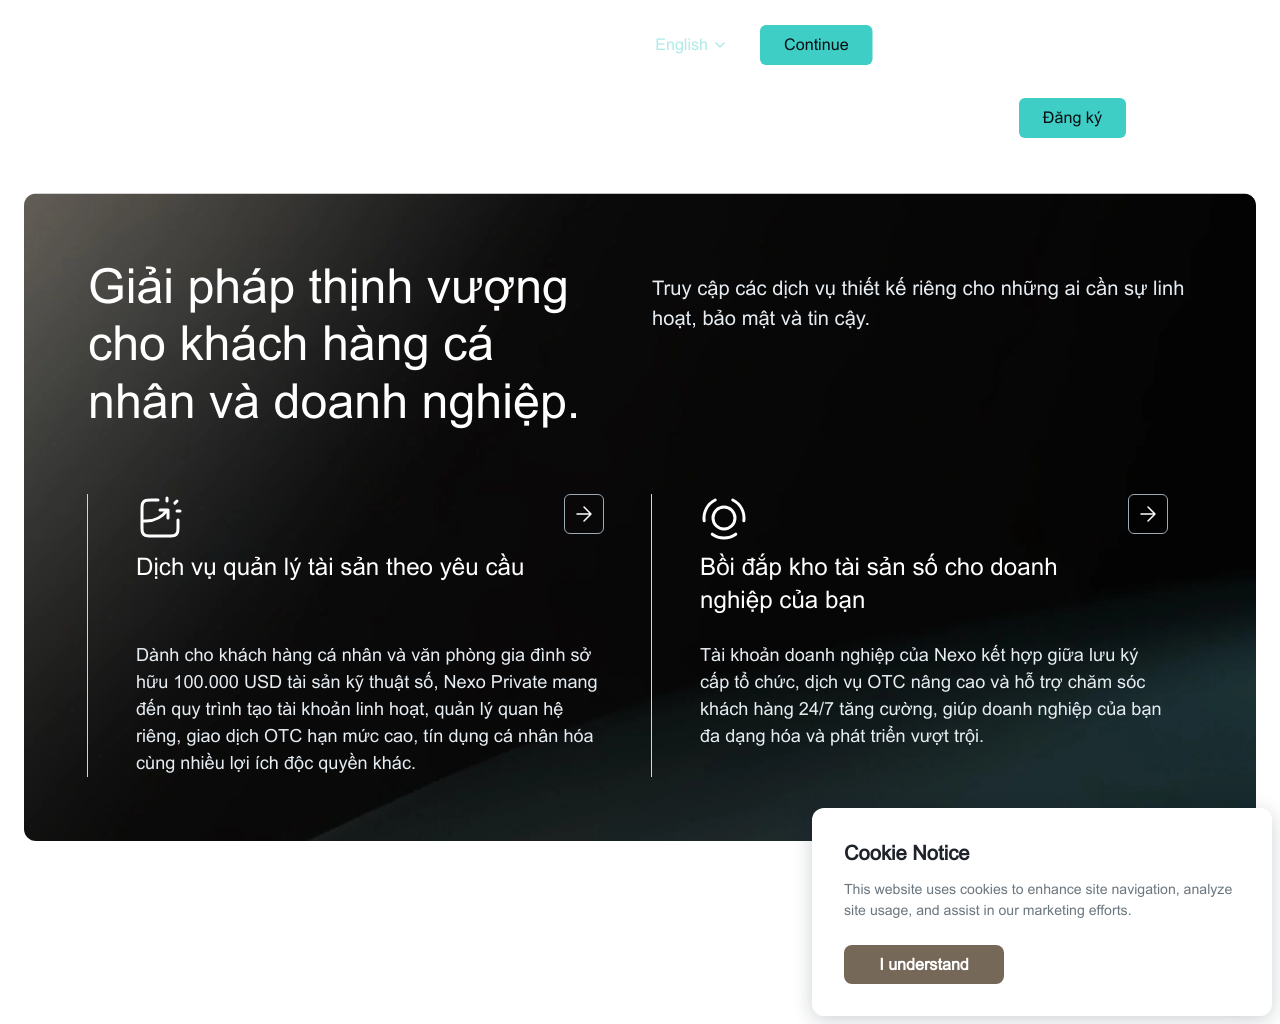 English
Continue
Đăng ký
Giải pháp thịnh vượng
cho khách hàng cá
nhân và doanh nghiệp.
Truy cập các dịch vụ thiết kế riêng cho những ai cần sự linh
hoạt, bảo mật và tin cậy.
Dịch vụ quản lý tài sản theo yêu cầu
Dành cho khách hàng cá nhân và văn phòng gia đình sở
hữu 100.000 USD tài sản kỹ thuật số, Nexo Private mang
đến quy trình tạo tài khoản linh hoạt, quản lý quan hệ
riêng, giao dịch OTC hạn mức cao, tín dụng cá nhân hóa
cùng nhiều lợi ích độc quyền khác.
Bồi đắp kho tài sản số cho doanh
nghiệp của bạn
Tài khoản doanh nghiệp của Nexo kết hợp giữa lưu ký
cấp tổ chức, dịch vụ OTC nâng cao và hỗ trợ chăm sóc
khách hàng 24/7 tăng cường, giúp doanh nghiệp của bạn
đa dạng hóa và phát triển vượt trội.
Cookie Notice
This website uses cookies to enhance site navigation, analyze
site usage, and assist in our marketing efforts.
I understand